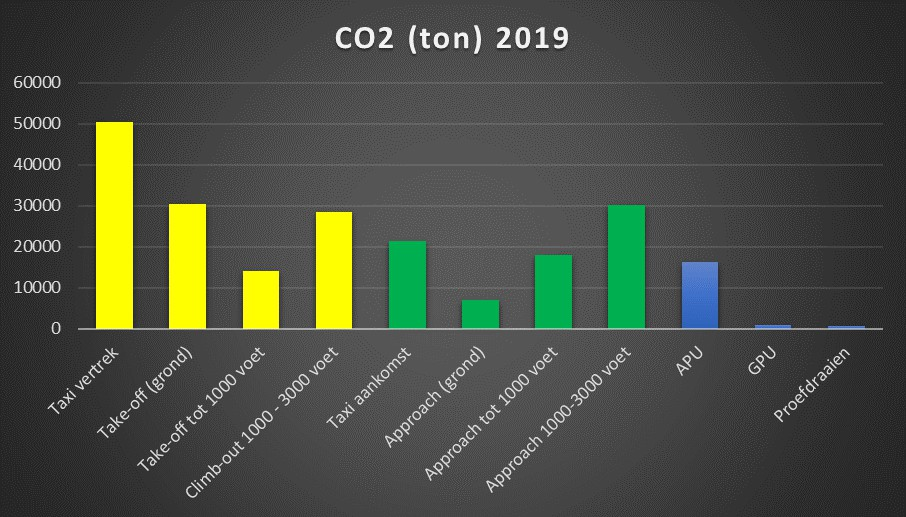 CO2 (ton) 2019
60000
50000
40000
30000
20000
10000
0
Taxi vertrek
Take-off (grond)
Take-off tot 1000 voet
Climb-out 1000 - 3000 voet
Taxi aankomst
Approach (grond)
Approach tot 1000 voet
Approach 1000-3000 voet
APU
GPU
Proefdraaien